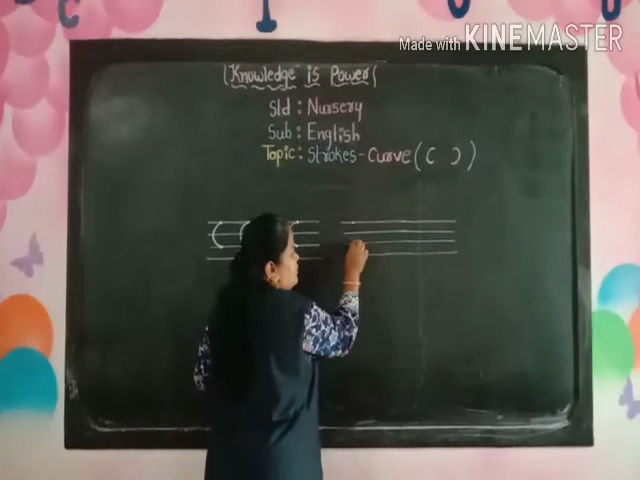 Made with KINEMASTER
Knowledge is Power
Std : Nursery
Sub : English
Topic : Strokes - Curve ( C Ɔ )